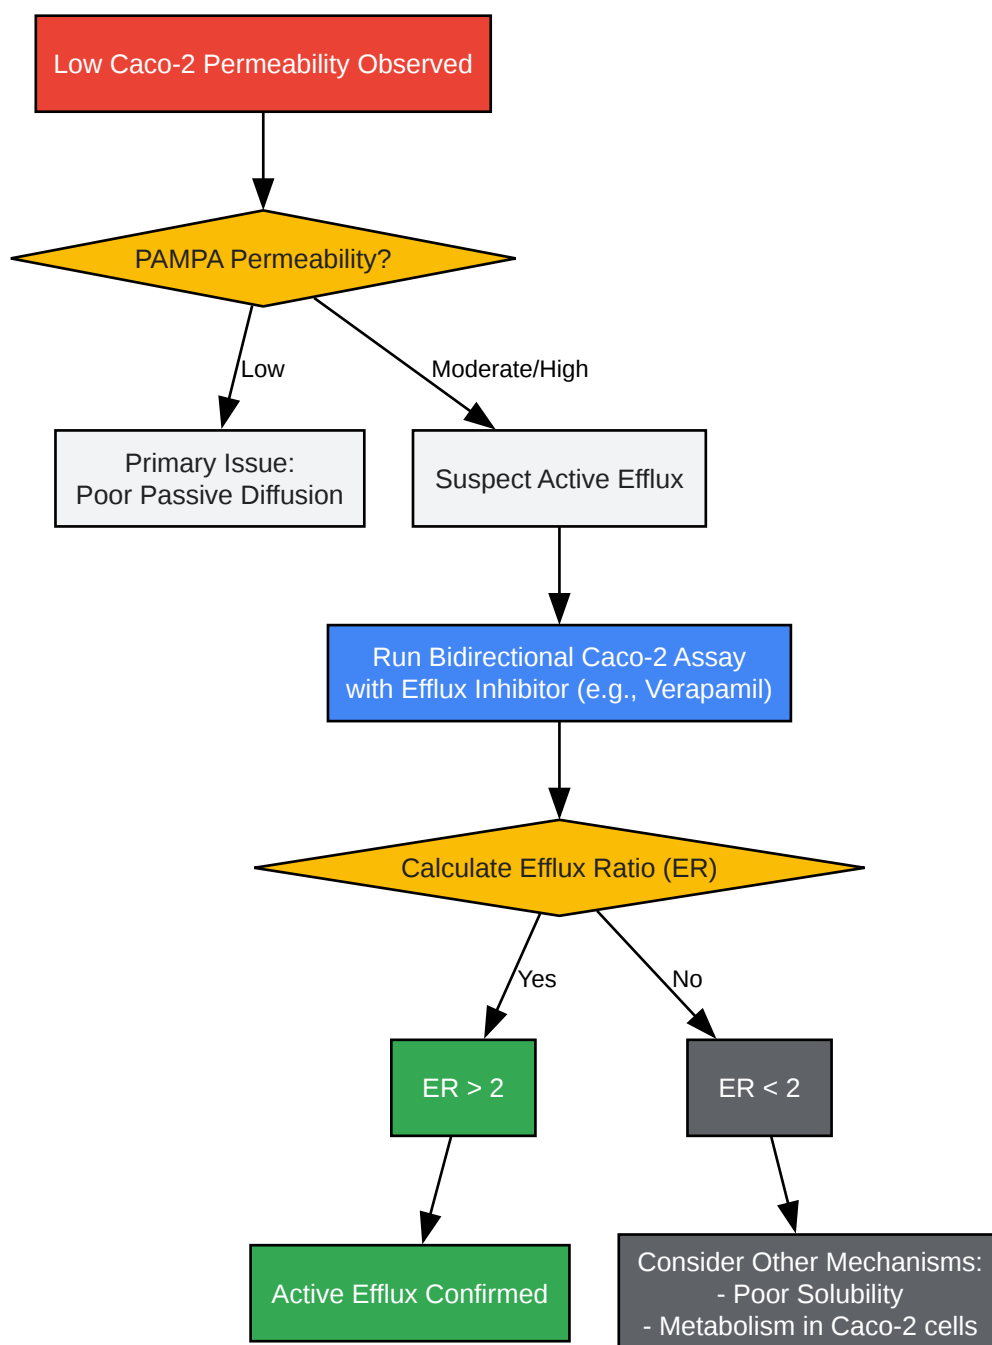 Low Caco-2 Permeability Observed
PAMPA Permeability?
Low
Moderate/High
Primary Issue:
Poor Passive Diffusion
Suspect Active Efflux
Run Bidirectional Caco-2 Assay
with Efflux Inhibitor (e.g., Verapamil)
Calculate Efflux Ratio (ER)
Yes
No
ER > 2
ER < 2
Active Efflux Confirmed
Consider Other Mechanisms:
- Poor Solubility
- Metabolism in Caco-2 cells